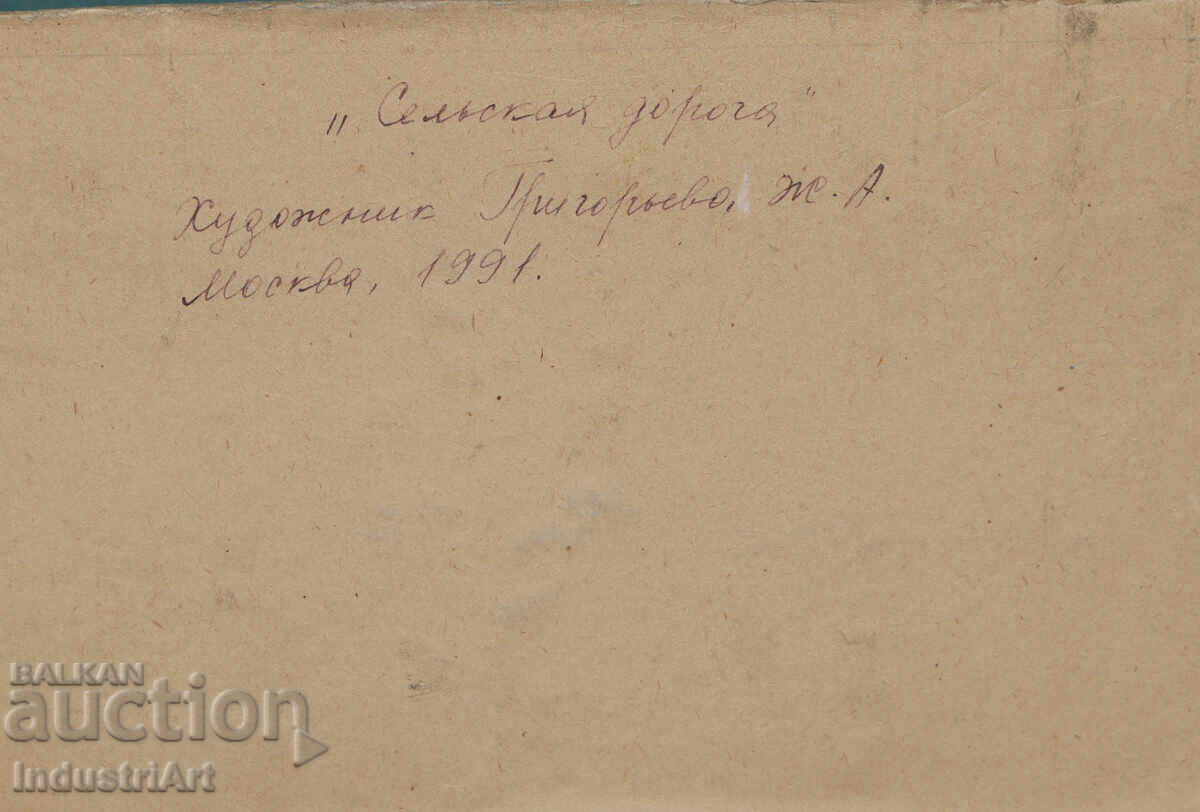 „Сельская дорога"
Художник Григорьева, Ж. А.
Москва, 1991.
BALKAN
auction
IndustriArt